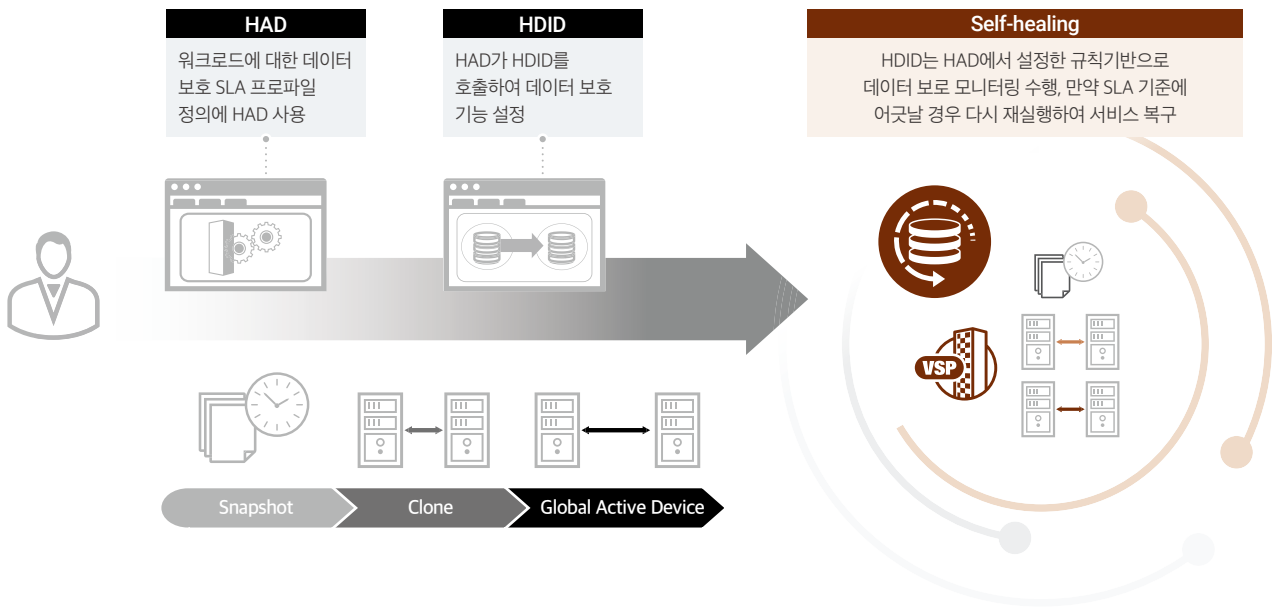 HAD
워크로드에 대한 데이터
보호 SLA 프로파일
정의에 HAD 사용
HDID
HAD가 HDID를
호출하여 데이터 보호
기능 설정
Self-healing
HDID는 HAD에서 설정한 규칙기반으로
데이터 보로 모니터링 수행, 만약 SLA 기준에
어긋날 경우 다시 재실행하여 서비스 복구
VSP
Snapshot
Clone
Global Active Device